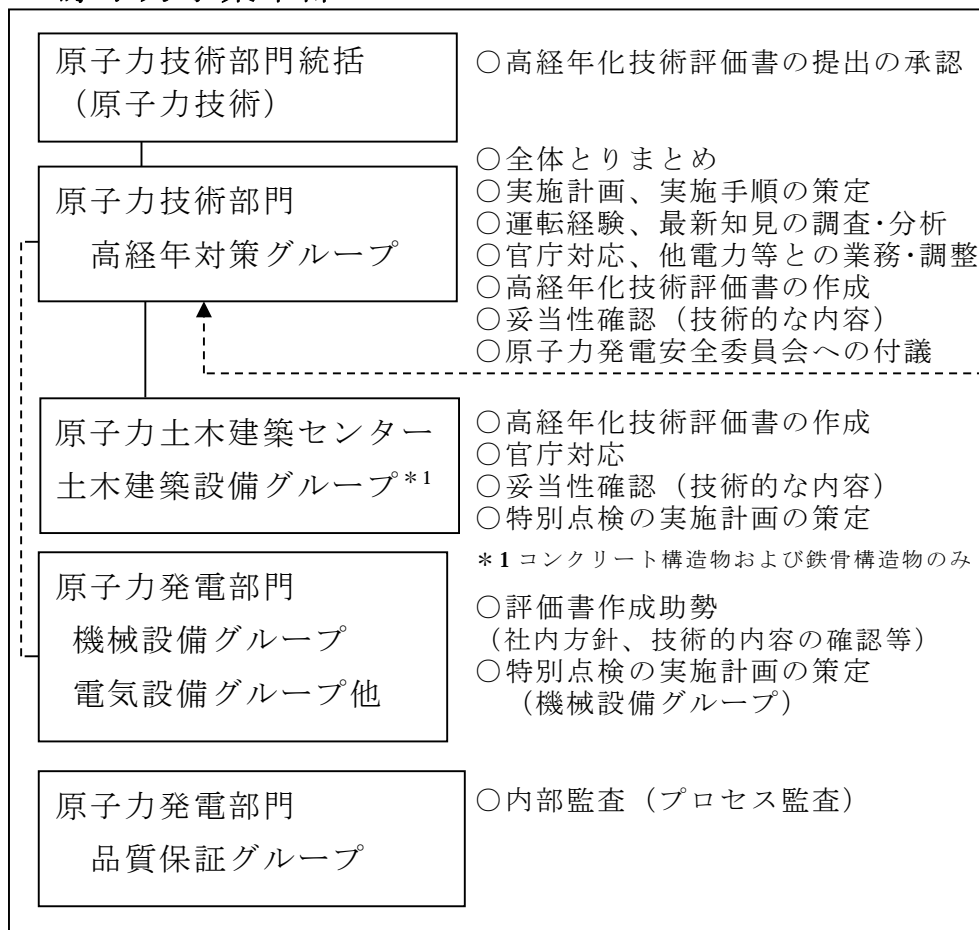 原子力技術部門統括
（原子力技術）
○高経年化技術評価書の提出の承認
原子力技術部門
高経年対策グループ
○全体とりまとめ
○実施計画、実施手順の策定
○運転経験、最新知見の調査･分析
○官庁対応、他電力等との業務･調整
○高経年化技術評価書の作成
○妥当性確認（技術的な内容）
○原子力発電安全委員会への付議
原子力土木建築センター
土木建築設備グループ*1
○高経年化技術評価書の作成
○官庁対応
○妥当性確認（技術的な内容）
○特別点検の実施計画の策定
＊1 コンクリート構造物および鉄骨構造物のみ
原子力発電部門
機械設備グループ
電気設備グループ他
○評価書作成助勢
（社内方針、技術的内容の確認等）
○特別点検の実施計画の策定
（機械設備グループ）
原子力発電部門
品質保証グループ
○内部監査（プロセス監査）